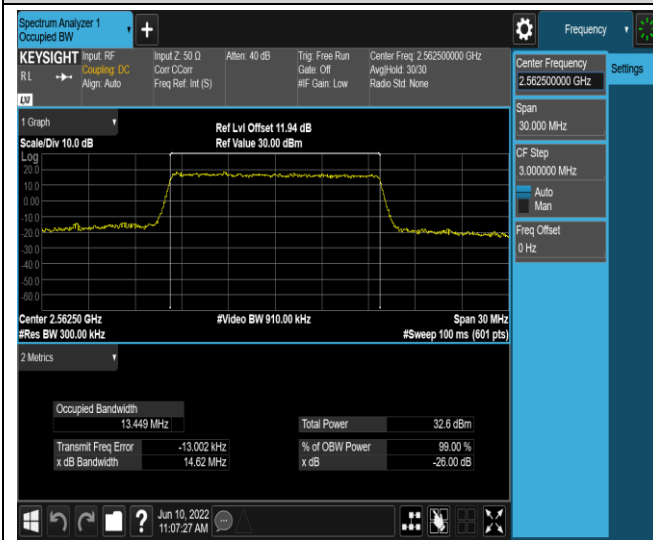 Spectrum Analyzer 1
Occupied BW
+
Frequency
KEYSIGHT
RL
LXI
Input: RF
Coupling: DC
Align: Auto
Input Z: 50 Ω
Corr CCorr
Freq Ref: Int (S)
Atten: 40 dB
Trig: Free Run
Gate: Off
#IF Gain: Low
Center Freq: 2.562500000 GHz
Avg|Hold: 30/30
Radio Std: None
Center Frequency
2.562500000 GHz
Settings
Span
30.000 MHz
CF Step
3.000000 MHz
Auto
Man
Freq Offset
0 Hz
1 Graph
Scale/Div 10.0 dB
Ref Lvl Offset 11.94 dB
Ref Value 30.00 dBm
Log
20.0
10.0
0.00
-10.0
-20.0
-30.0
-40.0
-50.0
-60.0
Center 2.56250 GHz
#Video BW 910.00 kHz
Span 30 MHz
#Res BW 300.00 kHz
#Sweep 100 ms (601 pts)
2 Metrics
Occupied Bandwidth
13.449 MHz
Total Power 32.6 dBm
Transmit Freq Error -13.002 kHz
% of OBW Power 99.00 %
x dB Bandwidth 14.62 MHz
x dB -26.00 dB
?
Jun 10, 2022
11:07:27 AM